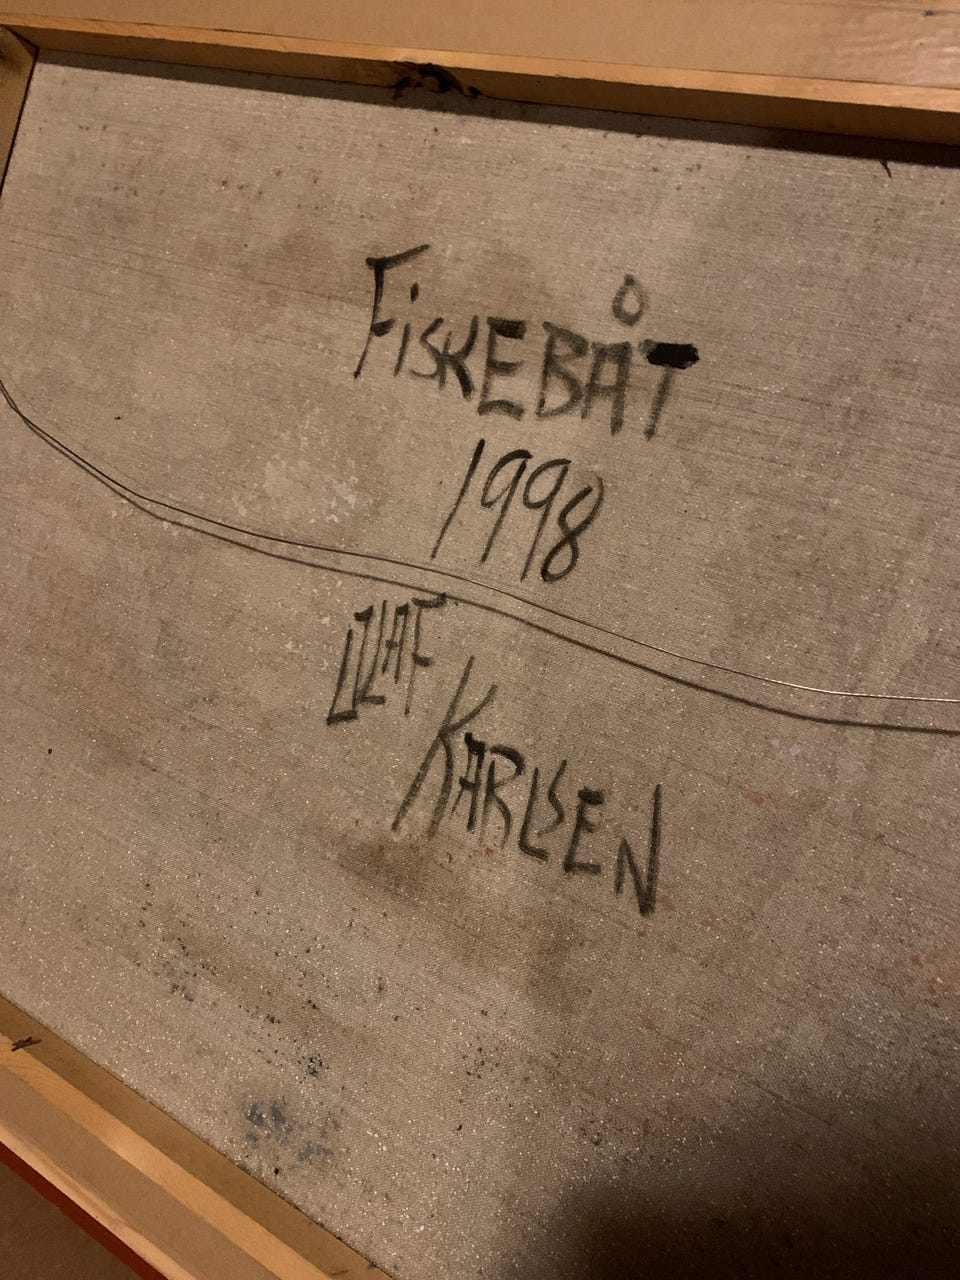 FiSKEBÅT
1998
OLAF
KARLSEN